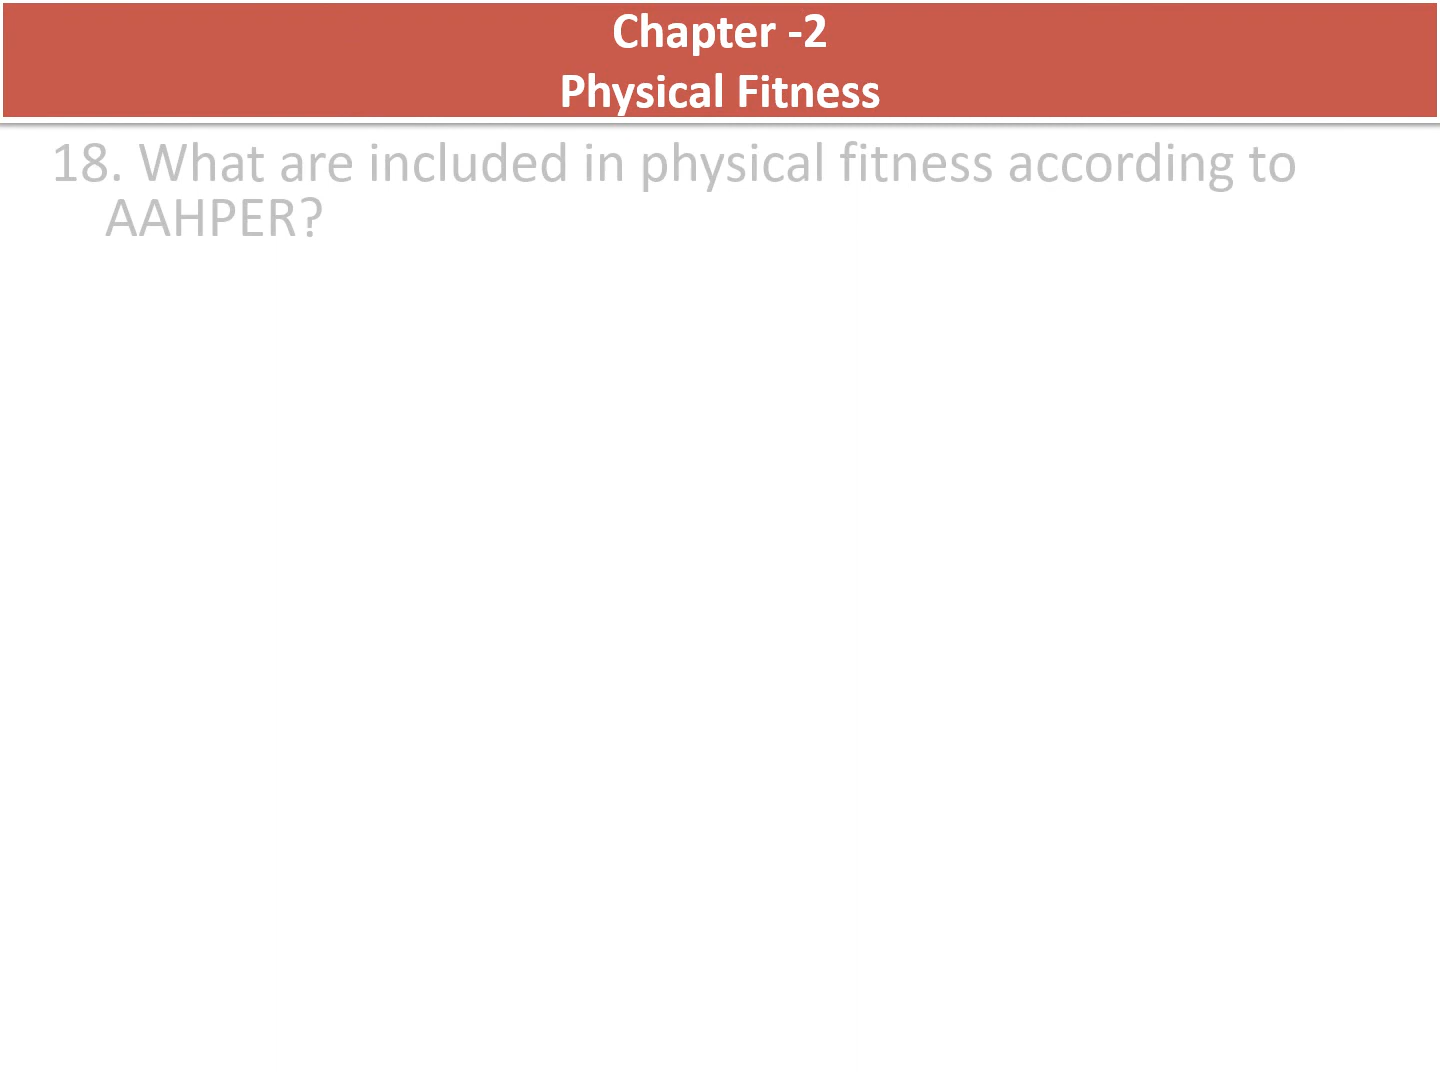 Chapter -2
Physical Fitness
18. What are included in physical fitness according to
AAHPER?